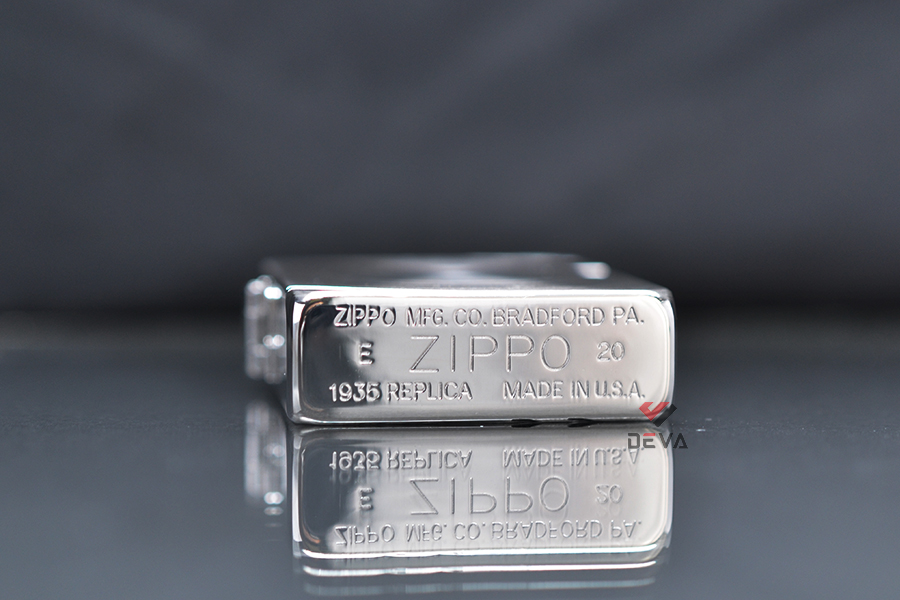 ZIPPO MFG. CO. BRADFORD PA.
E ZIPPO 20
1935 REPLICA MADE IN U.S.A.
DEVA